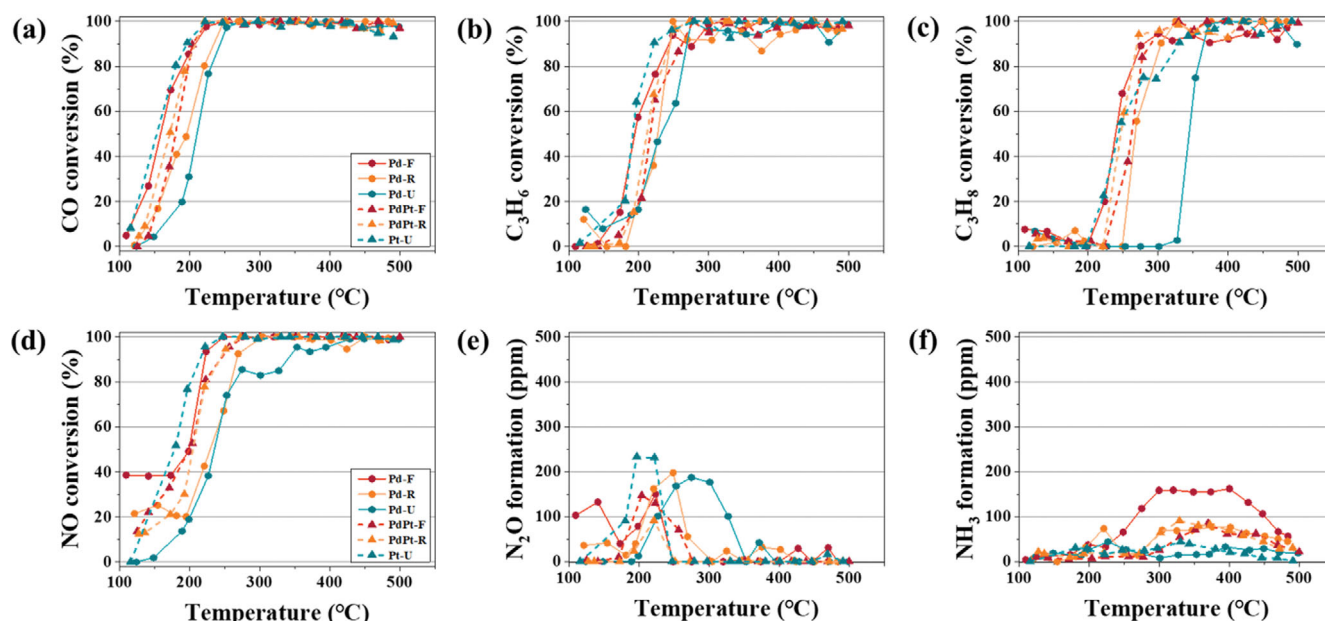 (a)
CO conversion (%)
100
80
60
40
20
0
Pd-F
Pd-R
Pd-U
PdPt-F
PdPt-R
Pt-U
100 200 300 400 500
Temperature (°C)
(b)
C₃H₆ conversion (%)
100
80
60
40
20
0
100 200 300 400 500
Temperature (°C)
(c)
C₃H₈ conversion (%)
100
80
60
40
20
0
100 200 300 400 500
Temperature (°C)
(d)
NO conversion (%)
100
80
60
40
20
0
Pd-F
Pd-R
Pd-U
PdPt-F
PdPt-R
Pt-U
100 200 300 400 500
Temperature (°C)
(e)
N₂O formation (ppm)
500
400
300
200
100
0
100 200 300 400 500
Temperature (°C)
(f)
NH₃ formation (ppm)
500
400
300
200
100
0
100 200 300 400 500
Temperature (°C)